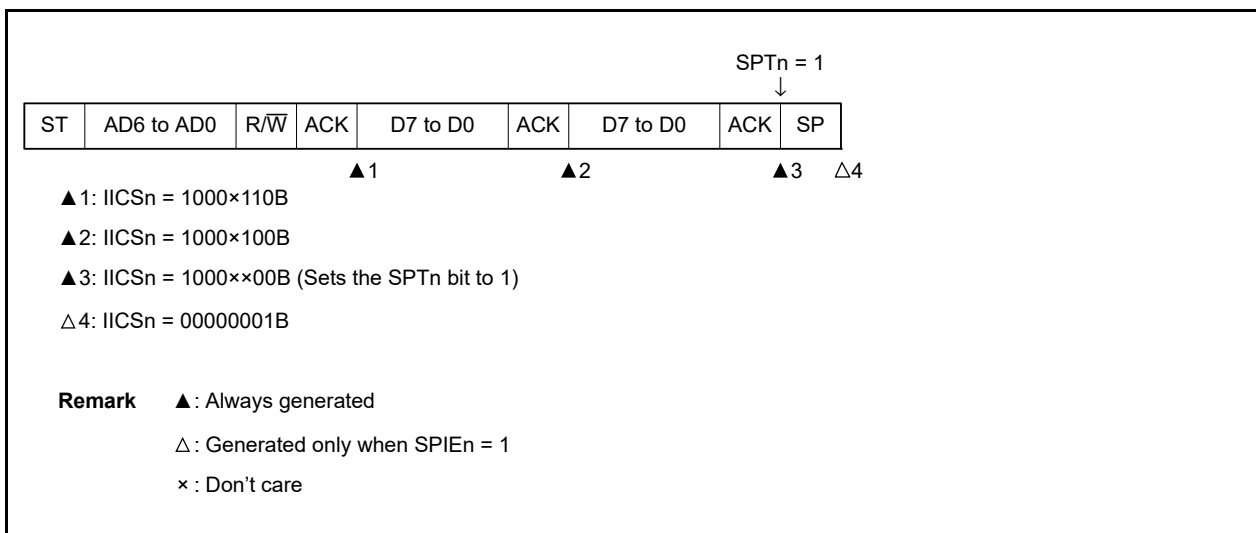 SPTn = 1
↓
ST AD6 to AD0 R/W̅ ACK D7 to D0 ACK D7 to D0 ACK SP
▲1 ▲2 ▲3 △4
▲1: IICSn = 1000×110B
▲2: IICSn = 1000×100B
▲3: IICSn = 1000××00B (Sets the SPTn bit to 1)
△4: IICSn = 00000001B
Remark ▲: Always generated
△: Generated only when SPIEn = 1
× : Don't care